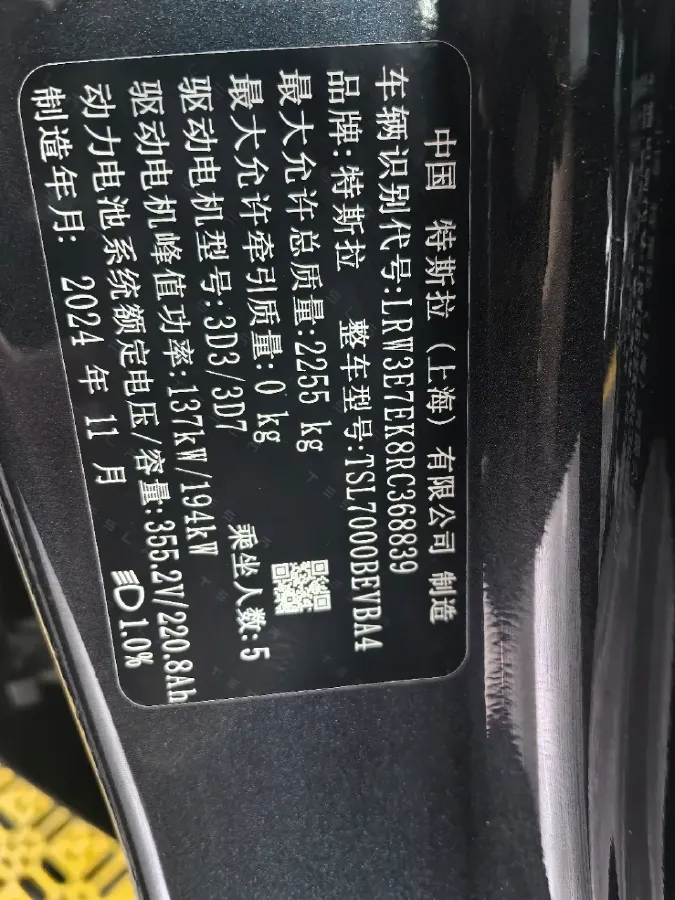 中国 特斯拉（上海）有限公司 制造
车辆识别代号:LRW3E7EK8RC368839
品牌:特斯拉 整车型号:TSL7000BEVBA4
最大允许总质量:2255 kg
最大允许牵引质量:0 kg 乘坐人数:5
驱动电机型号:3D3/3D7
驱动电机峰值功率:137kW/194kW
动力电池系统额定电压/容量:355.2V/220.8Ah
制造年月: 2024 年 11 月 1.0%